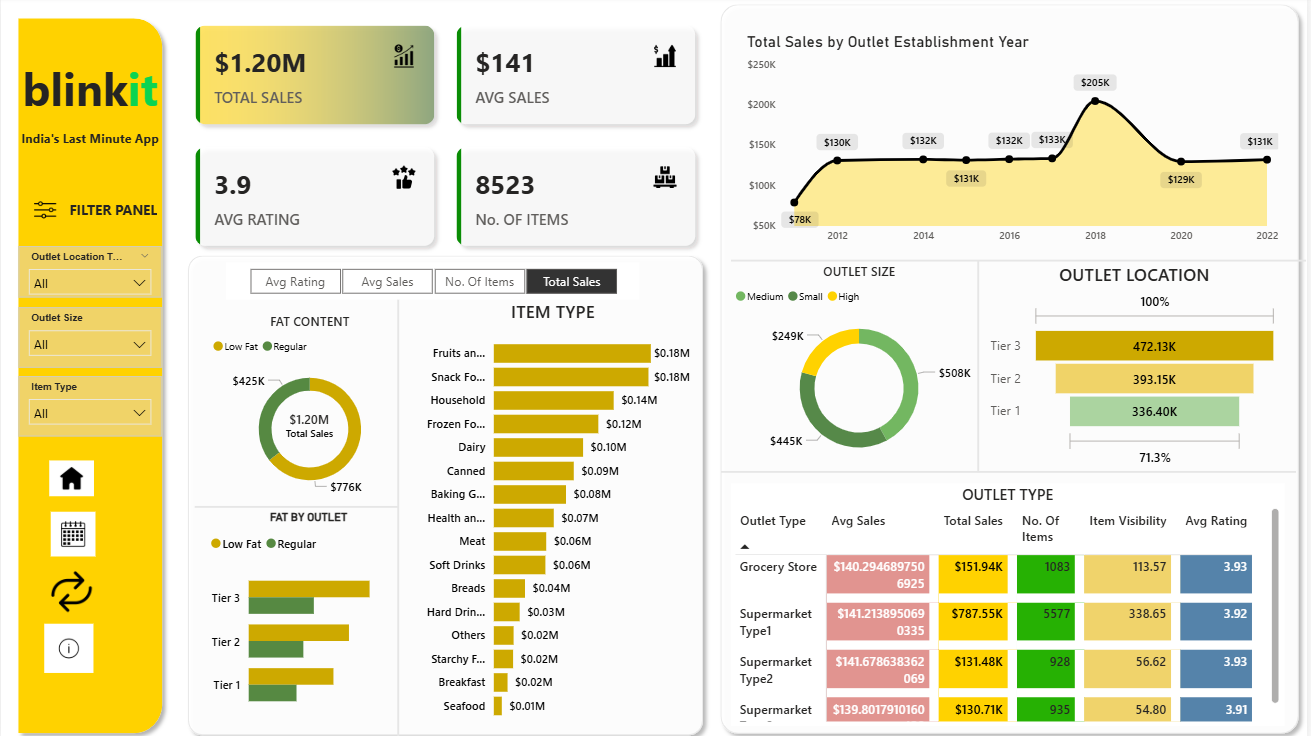 blinkit
India's Last Minute App
FILTER PANEL
Outlet Location T...
All
Outlet Size
All
Item Type
All
$1.20M
TOTAL SALES
$141
AVG SALES
3.9
AVG RATING
8523
No. OF ITEMS
Avg Rating
Avg Sales
No. Of Items
Total Sales
FAT CONTENT
Low Fat Regular
$425K
$1.20M
Total Sales
$776K
FAT BY OUTLET
Low Fat Regular
Tier 3
Tier 2
Tier 1
ITEM TYPE
Fruits an... $0.18M
Snack Fo... $0.18M
Household $0.14M
Frozen Fo... $0.12M
Dairy $0.10M
Canned $0.09M
Baking G... $0.08M
Health an... $0.07M
Meat $0.06M
Soft Drinks $0.06M
Breads $0.04M
Hard Drin... $0.03M
Others $0.02M
Starchy F... $0.02M
Breakfast $0.02M
Seafood $0.01M
Total Sales by Outlet Establishment Year
$250K
$200K
$150K
$100K
$50K
$78K
$130K
$132K
$131K
$132K
$133K
$205K
$129K
$131K
2012 2014 2016 2018 2020 2022
OUTLET SIZE
Medium Small High
$249K
$508K
$445K
OUTLET LOCATION
100%
Tier 3 472.13K
Tier 2 393.15K
Tier 1 336.40K
71.3%
OUTLET TYPE
Outlet Type Avg Sales Total Sales No. Of Items Item Visibility Avg Rating
Grocery Store $140.2946897506925 $151.94K 1083 113.57 3.93
Supermarket Type1 $141.2138950690335 $787.55K 5577 338.65 3.92
Supermarket Type2 $141.678638362069 $131.48K 928 56.62 3.93
Supermarket $139.8017910160 $130.71K 935 54.80 3.91